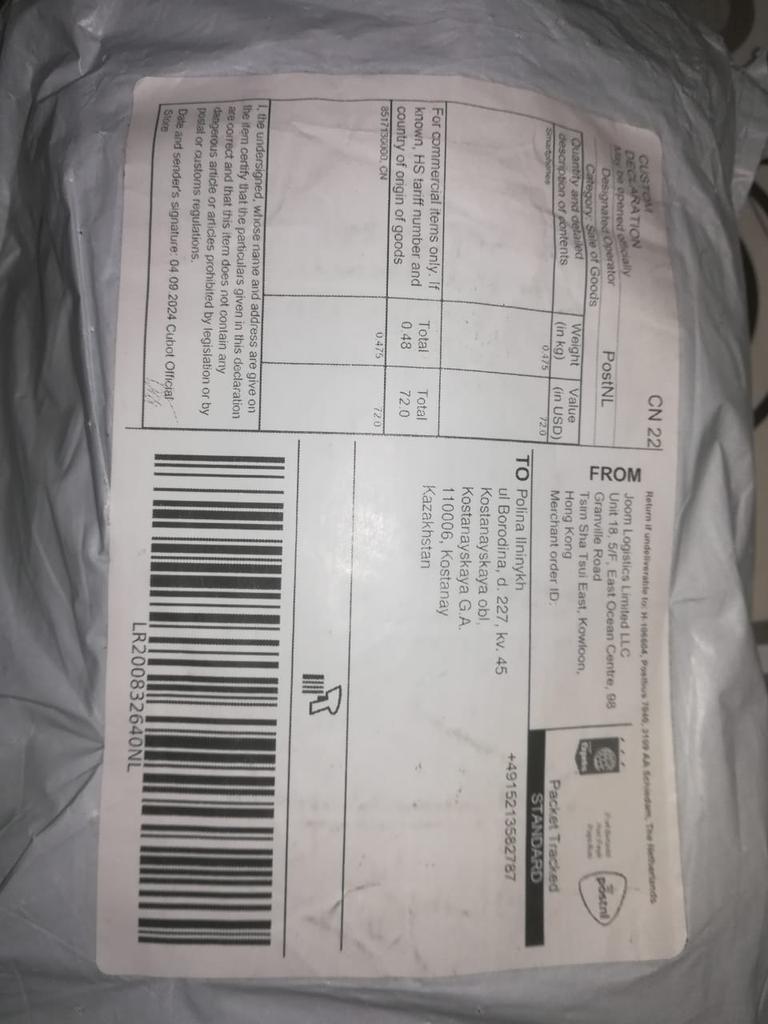 CUSTOM
DECLARATION
May be opened officially
CN 22
Designated Operator
PostNL
Category: Sale of Goods
Quantity and detailed
description of contents
Weight
(in kg)
Value
(in USD)
Smartphones
0.475
72.0
For commercial items only. If
known, HS tariff number and
country of origin of goods
Total
0.48
Total
72.0
8517130000, CN
0.475
72.0
I, the undersigned, whose name and address are give on
the item certify that the particulars given in this declaration
are correct and that this item does not contain any
dangerous article or articles prohibited by legislation or by
postal or customs regulations.
Date and sender's signature: 04.09.2024 Cubot Official
Store
Return if undeliverable to: H-106604, Postbus 7040, 3109 AA Schiedam, The Netherlands
FROM
Joom Logistics Limited LLC
Unit 18, 5/F, East Ocean Centre, 98
Granville Road
Tsim Sha Tsui East, Kowloon,
Hong Kong
Merchant order ID:
postnl
Packet Tracked
STANDARD
TO Polina Ilninykh
+4915213582787
ul Borodina, d. 227, kv. 45
Kostanayskaya obl,
Kostanayskaya G.A.
110006, Kostanay
Kazakhstan
LR200832640NL